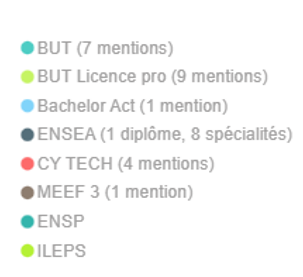 BUT (7 mentions)
BUT Licence pro (9 mentions)
Bachelor Act (1 mention)
ENSEA (1 diplôme, 8 spécialités)
CY TECH (4 mentions)
MEEF 3 (1 mention)
ENSP
ILEPS